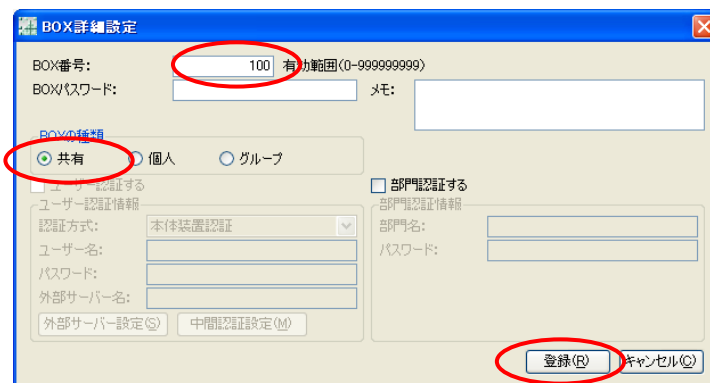 BOX詳細設定
BOX番号: 100 有効範囲(0-999999999)
BOXパスワード: メモ:
BOXの種類
共有 個人 グループ
ユーザー認証する 部門認証する
ユーザー認証情報 部門認証情報
認証方式: 本体装置認証 部門名:
ユーザー名: パスワード:
パスワード:
外部サーバー名:
外部サーバー設定(S) 中間認証設定(M)
登録(R) キャンセル(C)